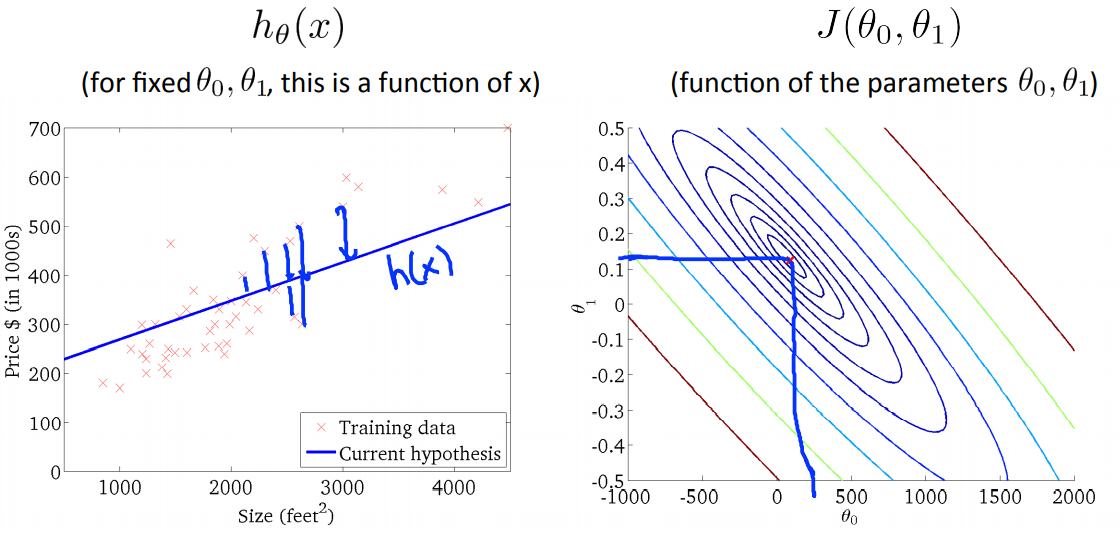 h_θ(x)
(for fixed θ₀, θ₁, this is a function of x)
Price $ (in 1000s)
700
600
500
400
300
200
100
0
h(x)
Training data
Current hypothesis
1000
2000
3000
4000
Size (feet²)
J(θ₀, θ₁)
(function of the parameters θ₀, θ₁)
θ₁
0.5
0.4
0.3
0.2
0.1
0
-0.1
-0.2
-0.3
-0.4
-0.5
-1000
-500
0
500
1000
1500
2000
θ₀